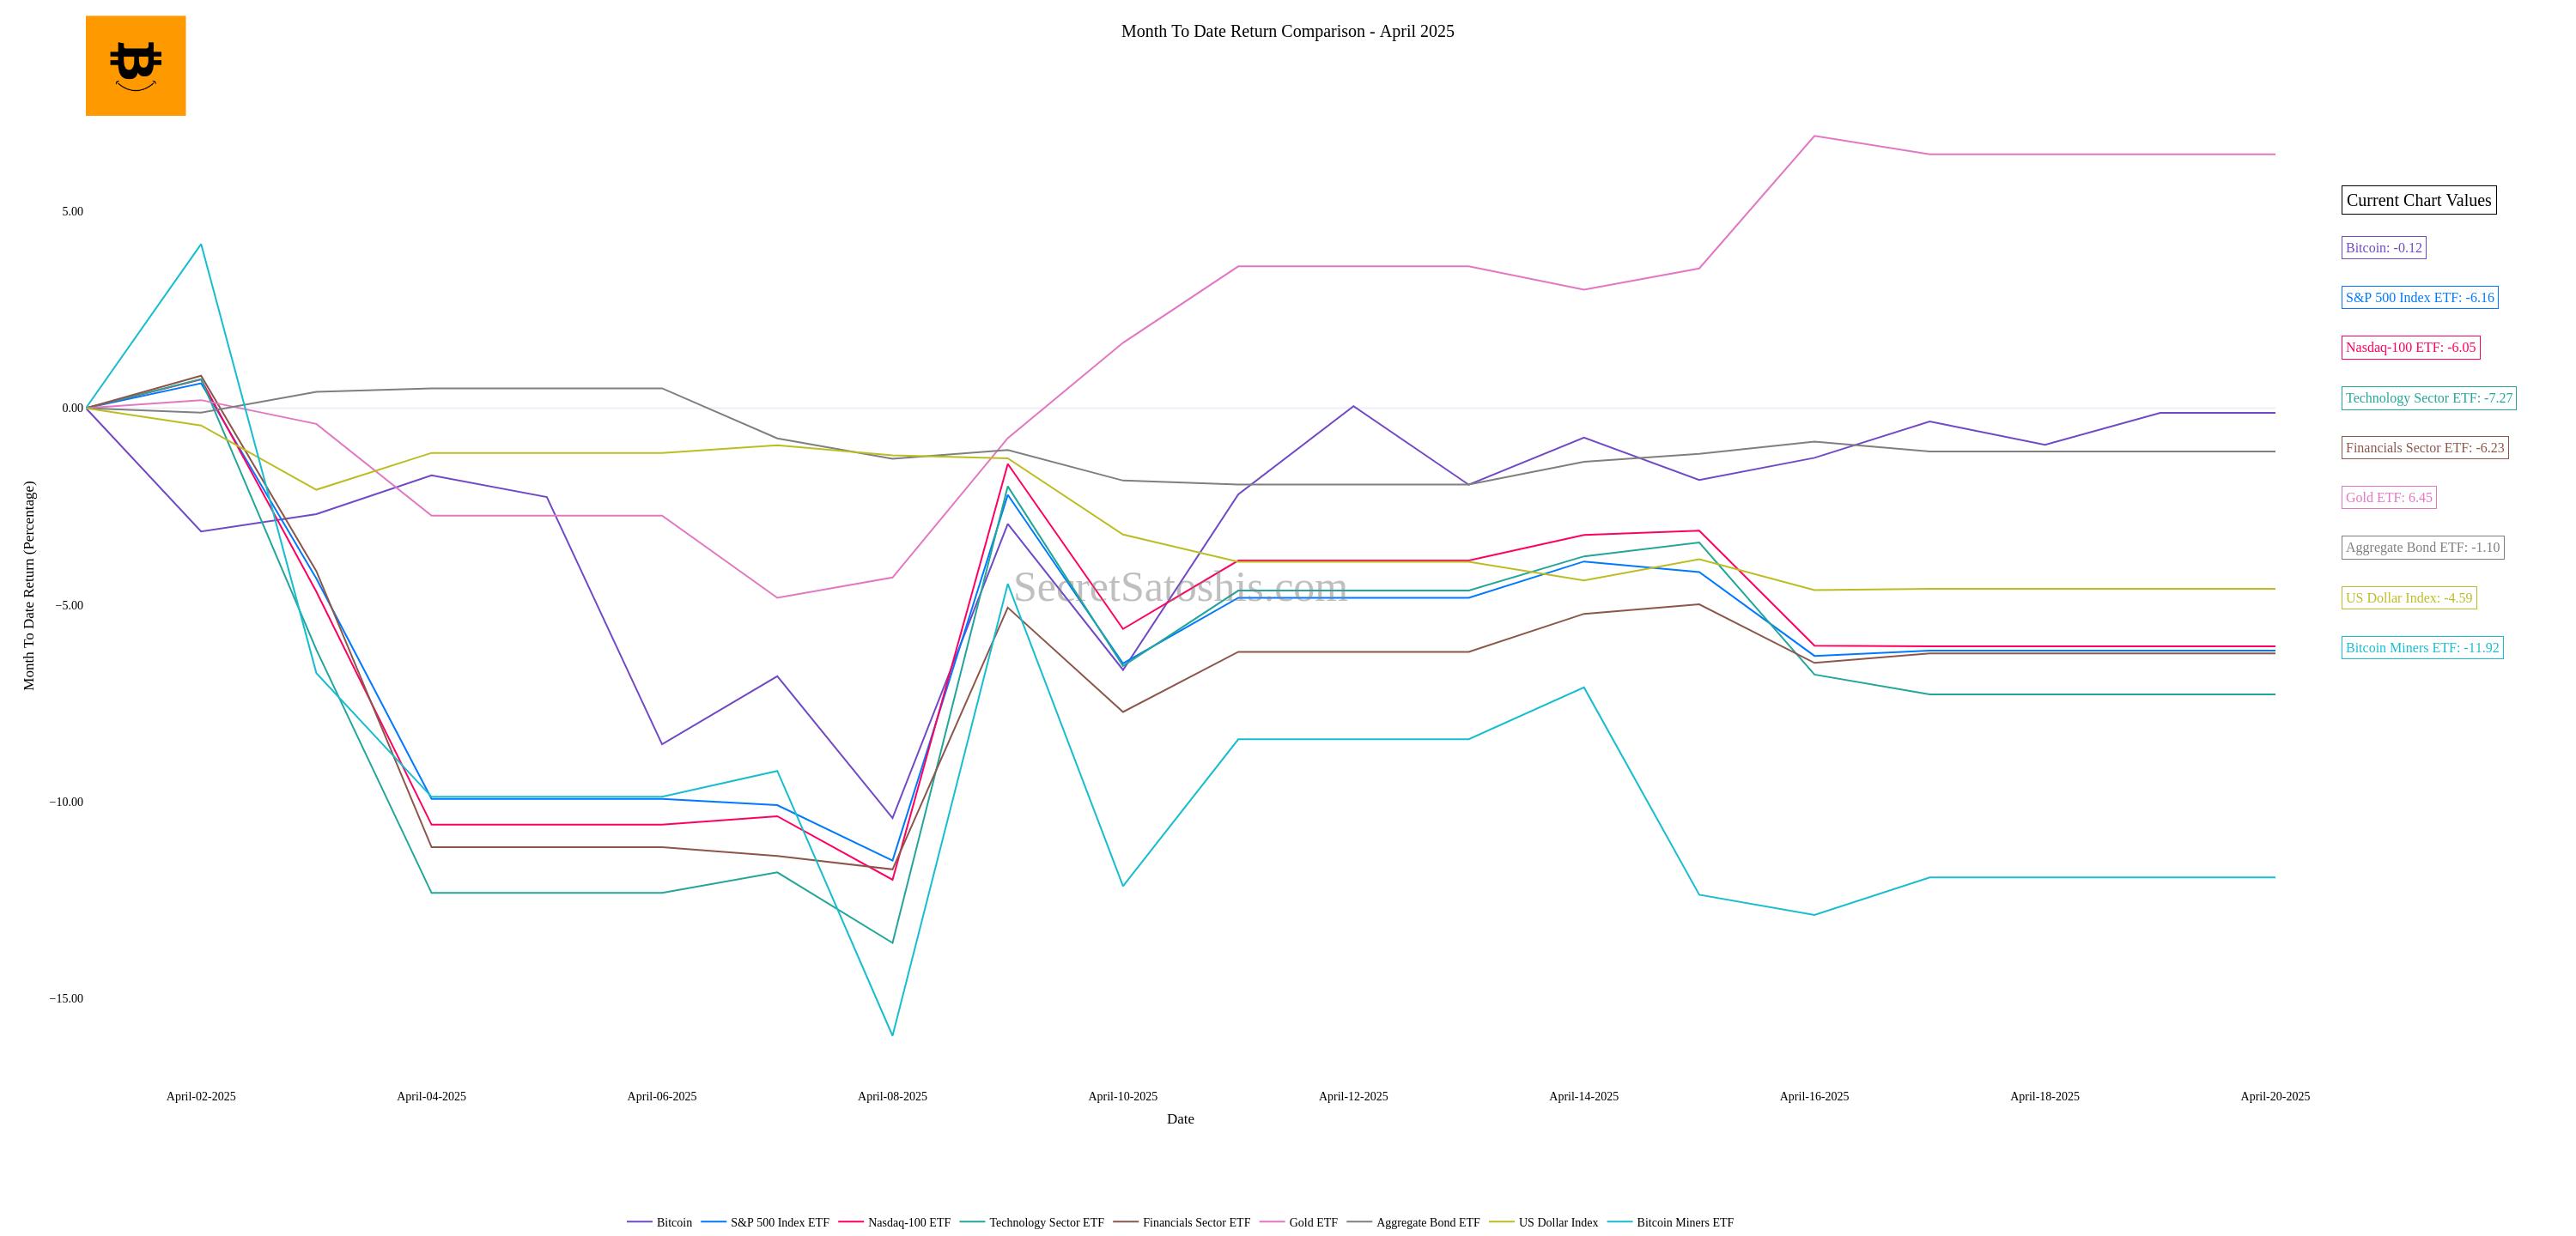 Month To Date Return Comparison - April 2025
5.00
0.00
−5.00
−10.00
−15.00
Month To Date Return (Percentage)
SecretSatoshis.com
Current Chart Values
Bitcoin: -0.12
S&P 500 Index ETF: -6.16
Nasdaq-100 ETF: -6.05
Technology Sector ETF: -7.27
Financials Sector ETF: -6.23
Gold ETF: 6.45
Aggregate Bond ETF: -1.10
US Dollar Index: -4.59
Bitcoin Miners ETF: -11.92
April-02-2025 April-04-2025 April-06-2025 April-08-2025 April-10-2025 April-12-2025 April-14-2025 April-16-2025 April-18-2025 April-20-2025
Date
Bitcoin S&P 500 Index ETF Nasdaq-100 ETF Technology Sector ETF Financials Sector ETF Gold ETF Aggregate Bond ETF US Dollar Index Bitcoin Miners ETF